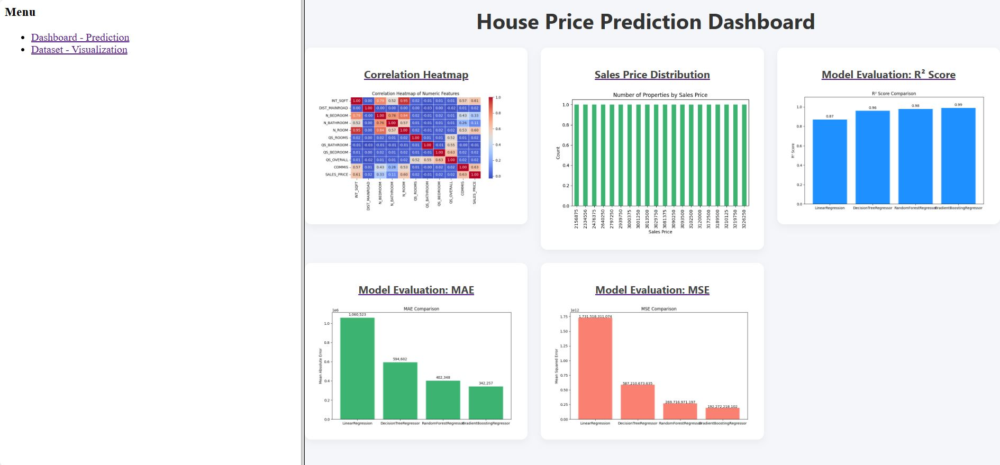 Menu
Dashboard - Prediction
Dataset - Visualization
House Price Prediction Dashboard
Correlation Heatmap
Correlation Heatmap of Numeric Features
INT_SQFT 1.00 0.00 0.79 0.52 0.95 0.02 -0.01 0.01 0.01 0.57 0.61
DIST_MAINROAD 0.00 1.00 -0.00 0.00 0.00 0.00 -0.03 0.00 -0.02 0.01 0.02
N_BEDROOM 0.79 -0.00 1.00 0.76 0.84 0.02 -0.01 0.02 0.01 0.43 0.33
N_BATHROOM 0.52 0.00 0.76 1.00 0.57 0.01 -0.01 0.01 0.01 0.26 0.11
N_ROOM 0.95 0.00 0.84 0.57 1.00 0.02 -0.01 0.02 0.02 0.53 0.60
QS_ROOMS 0.02 0.00 0.02 0.01 0.02 1.00 0.01 0.01 0.52 0.01 0.02
QS_BATHROOM -0.01 -0.03 -0.01 -0.01 -0.01 0.01 1.00 -0.01 0.55 -0.00 -0.01
QS_BEDROOM 0.01 0.00 0.02 0.01 0.02 0.01 -0.01 1.00 0.63 0.02 0.02
QS_OVERALL 0.01 -0.02 0.01 0.01 0.02 0.52 0.55 0.63 1.00 0.02 0.02
COMMIS 0.57 0.01 0.43 0.26 0.53 0.01 -0.00 0.02 0.02 1.00 0.63
SALES_PRICE 0.61 0.02 0.33 0.11 0.60 0.02 -0.01 0.02 0.02 0.63 1.00
INT_SQFT DIST_MAINROAD N_BEDROOM N_BATHROOM N_ROOM QS_ROOMS QS_BATHROOM QS_BEDROOM QS_OVERALL COMMIS SALES_PRICE
1.0
0.8
0.6
0.4
0.2
0.0
Sales Price Distribution
Number of Properties by Sales Price
Count
1.0
0.8
0.6
0.4
0.2
0.0
2156875 2334556 2476375 2640250 2797250 2939750 3000375 3001250 3013500 3029750 3081375 3090250 3093500 3102500 3120000 3172500 3189500 3210125 3219750 3226250
Sales Price
Model Evaluation: R² Score
R² Score Comparison
R² Score
1.0
0.8
0.6
0.4
0.2
0.0
0.87 0.96 0.98 0.99
LinearRegression DecisionTreeRegressor RandomForestRegressor GradientBoostingRegressor
Model Evaluation: MAE
MAE Comparison
1e6
Mean Absolute Error
1.0
0.8
0.6
0.4
0.2
0.0
1,060,523
594,602
402,348
342,257
LinearRegression DecisionTreeRegressor RandomForestRegressor GradientBoostingRegressor
Model Evaluation: MSE
MSE Comparison
1e12
Mean Squared Error
1.75
1.50
1.25
1.00
0.75
0.50
0.25
0.00
1,731,518,311,074
587,210,673,635
269,716,971,197
192,272,218,102
LinearRegression DecisionTreeRegressor RandomForestRegressor GradientBoostingRegressor